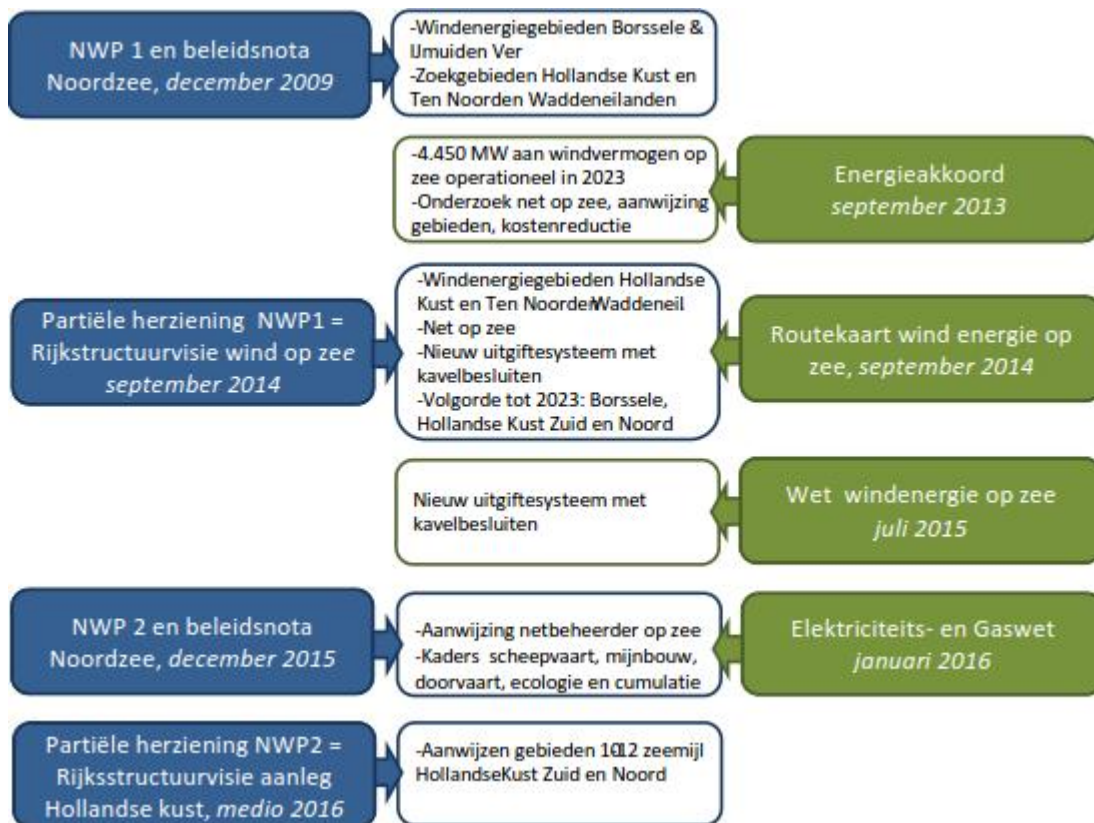 NWP 1 en beleidsnota
Noordzee, december 2009
-Windenergiegebieden Borssele &
IJmuiden Ver
-Zoekgebieden Hollandse Kust en
Ten Noorden Waddeneilanden
-4.450 MW aan windvermogen op
zee operationeel in 2023
-Onderzoek net op zee, aanwijzing
gebieden, kostenreductie
Energieakkoord
september 2013
Partiële herziening NWP1 =
Rijkstructuurvisie wind op zee
september 2014
-Windenergiegebieden Hollandse
Kust en Ten Noorden Waddeneil
-Net op zee
-Nieuw uitgiftesysteem met
kavelbesluiten
-Volgorde tot 2023: Borssele,
Hollandse Kust Zuid en Noord
Routekaart wind energie op
zee, september 2014
Nieuw uitgiftesysteem met
kavelbesluiten
Wet windenergie op zee
juli 2015
NWP 2 en beleidsnota
Noordzee, december 2015
-Aanwijzing netbeheerder op zee
-Kaders scheepvaart, mijnbouw,
doorvaart, ecologie en cumulatie
Elektriciteits- en Gaswet
januari 2016
Partiële herziening NWP2 =
Rijksstructuurvisie aanleg
Hollandse kust, medio 2016
-Aanwijzen gebieden 10-12 zeemijl
HollandseKust Zuid en Noord